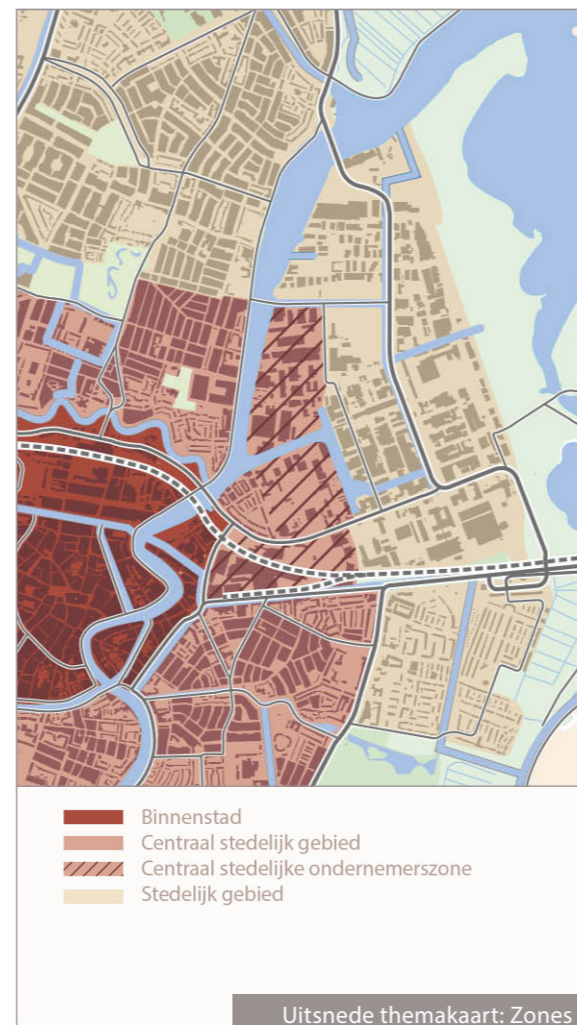 Binnenstad
Centraal stedelijk gebied
Centraal stedelijke ondernemerszone
Stedelijk gebied
Uitsnede themakaart: Zones